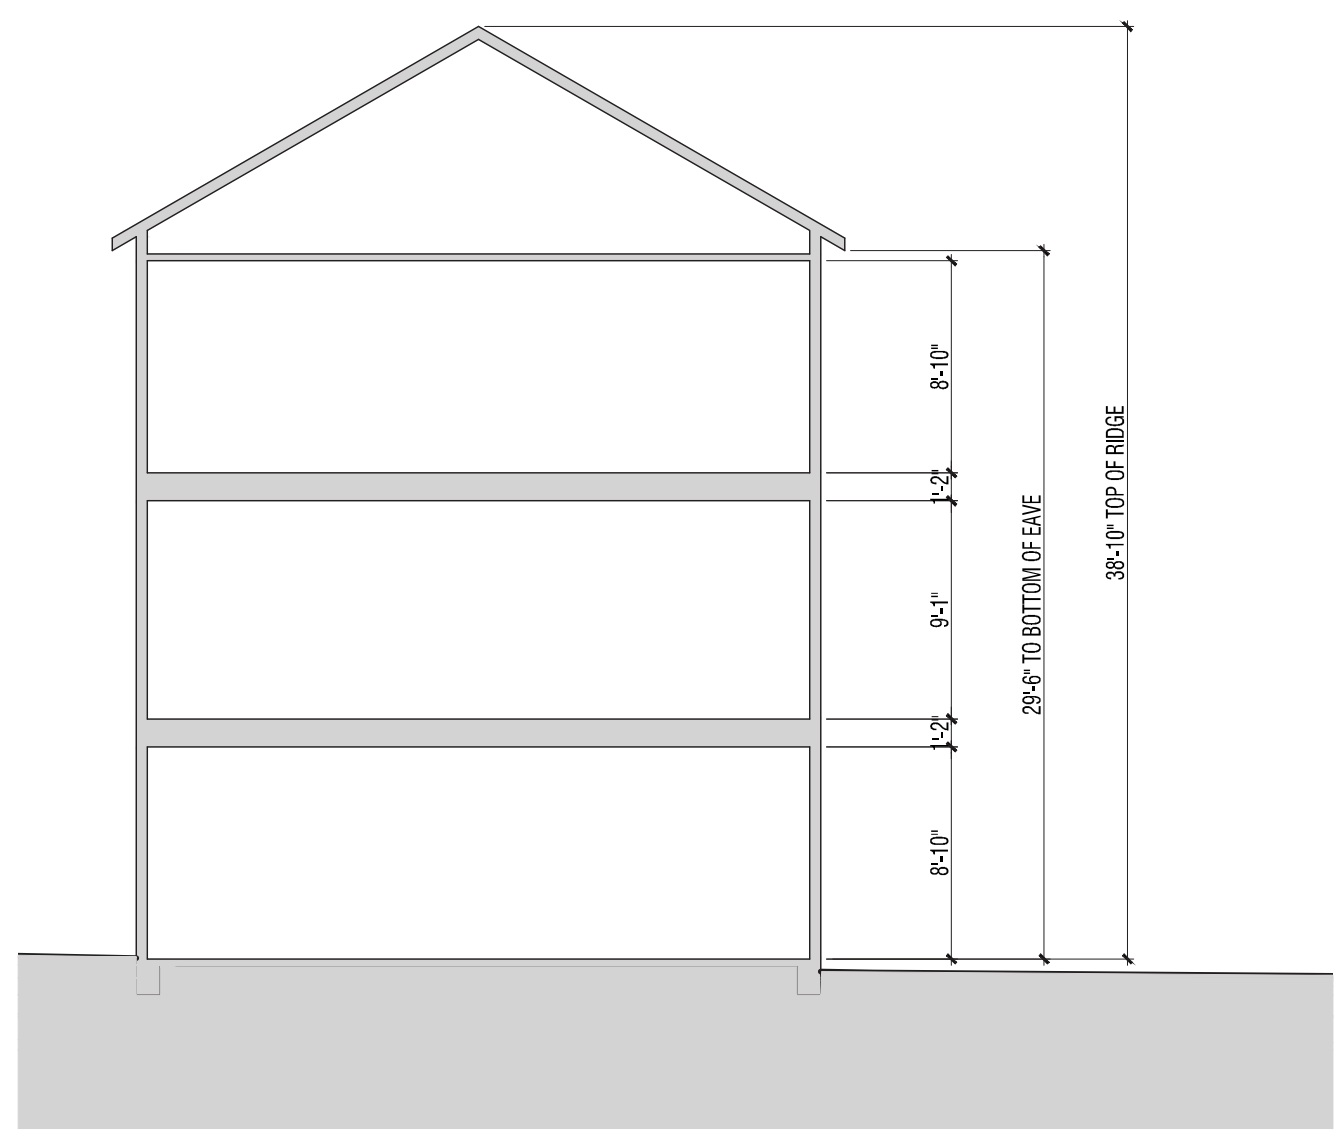 8'-10"
1'-2"
9'-1"
1'-2"
8'-10"
29'-6" TO BOTTOM OF EAVE
38'-10" TOP OF RIDGE